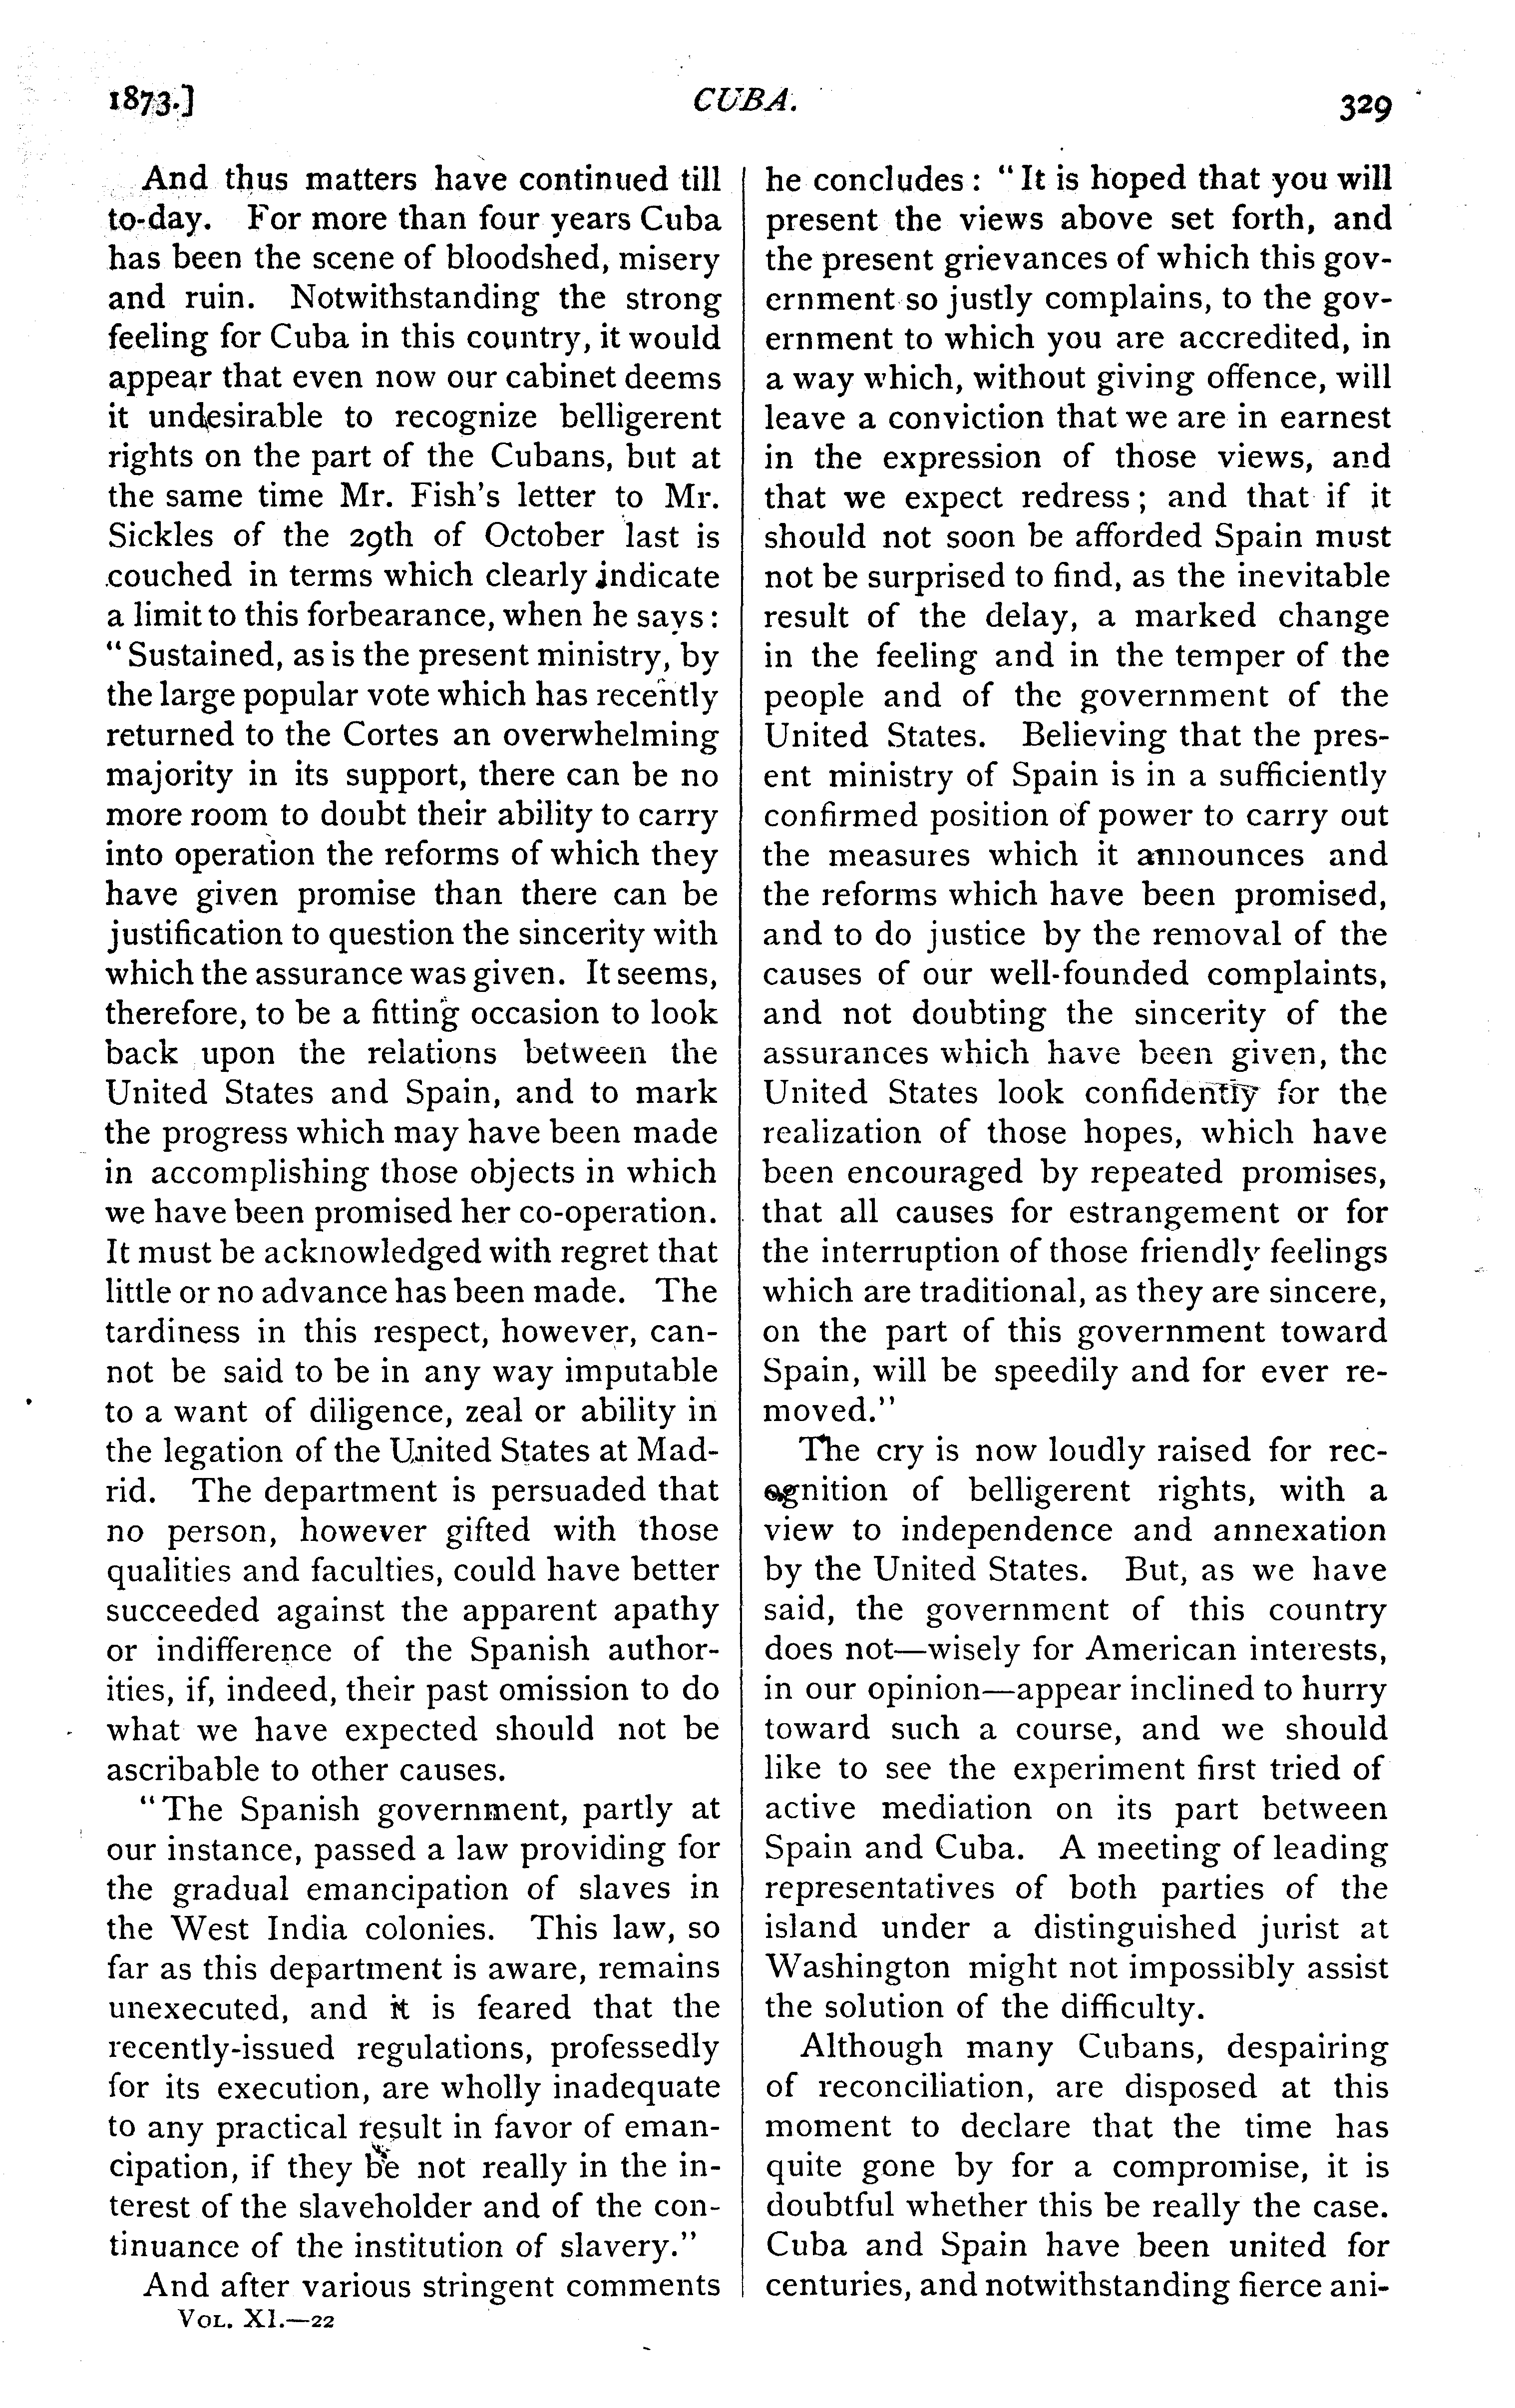 1873.] CUBA. 329
And thus matters have continued till
to-day. For more than four years Cuba
has been the scene of bloodshed, misery
and ruin. Notwithstanding the strong
feeling for Cuba in this country, it would
appear that even now our cabinet deems
it undesirable to recognize belligerent
rights on the part of the Cubans, but at
the same time Mr. Fish's letter to Mr.
Sickles of the 29th of October last is
couched in terms which clearly indicate
a limit to this forbearance, when he says:
"Sustained, as is the present ministry, by
the large popular vote which has recently
returned to the Cortes an overwhelming
majority in its support, there can be no
more room to doubt their ability to carry
into operation the reforms of which they
have given promise than there can be
justification to question the sincerity with
which the assurance was given. It seems,
therefore, to be a fitting occasion to look
back upon the relations between the
United States and Spain, and to mark
the progress which may have been made
in accomplishing those objects in which
we have been promised her co-operation.
It must be acknowledged with regret that
little or no advance has been made. The
tardiness in this respect, however, can-
not be said to be in any way imputable
to a want of diligence, zeal or ability in
the legation of the United States at Mad-
rid. The department is persuaded that
no person, however gifted with those
qualities and faculties, could have better
succeeded against the apparent apathy
or indifference of the Spanish author-
ities, if, indeed, their past omission to do
what we have expected should not be
ascribable to other causes.
"The Spanish government, partly at
our instance, passed a law providing for
the gradual emancipation of slaves in
the West India colonies. This law, so
far as this department is aware, remains
unexecuted, and it is feared that the
recently-issued regulations, professedly
for its execution, are wholly inadequate
to any practical result in favor of eman-
cipation, if they be not really in the in-
terest of the slaveholder and of the con-
tinuance of the institution of slavery."
And after various stringent comments
VOL. XI.—22
he concludes: "It is hoped that you will
present the views above set forth, and
the present grievances of which this gov-
ernment so justly complains, to the gov-
ernment to which you are accredited, in
a way which, without giving offence, will
leave a conviction that we are in earnest
in the expression of those views, and
that we expect redress; and that if it
should not soon be afforded Spain must
not be surprised to find, as the inevitable
result of the delay, a marked change
in the feeling and in the temper of the
people and of the government of the
United States. Believing that the pres-
ent ministry of Spain is in a sufficiently
confirmed position of power to carry out
the measures which it announces and
the reforms which have been promised,
and to do justice by the removal of the
causes of our well-founded complaints,
and not doubting the sincerity of the
assurances which have been given, the
United States look confidently for the
realization of those hopes, which have
been encouraged by repeated promises,
that all causes for estrangement or for
the interruption of those friendly feelings
which are traditional, as they are sincere,
on the part of this government toward
Spain, will be speedily and for ever re-
moved."
The cry is now loudly raised for rec-
ognition of belligerent rights, with a
view to independence and annexation
by the United States. But, as we have
said, the government of this country
does not—wisely for American interests,
in our opinion—appear inclined to hurry
toward such a course, and we should
like to see the experiment first tried of
active mediation on its part between
Spain and Cuba. A meeting of leading
representatives of both parties of the
island under a distinguished jurist at
Washington might not impossibly assist
the solution of the difficulty.
Although many Cubans, despairing
of reconciliation, are disposed at this
moment to declare that the time has
quite gone by for a compromise, it is
doubtful whether this be really the case.
Cuba and Spain have been united for
centuries, and notwithstanding fierce ani-